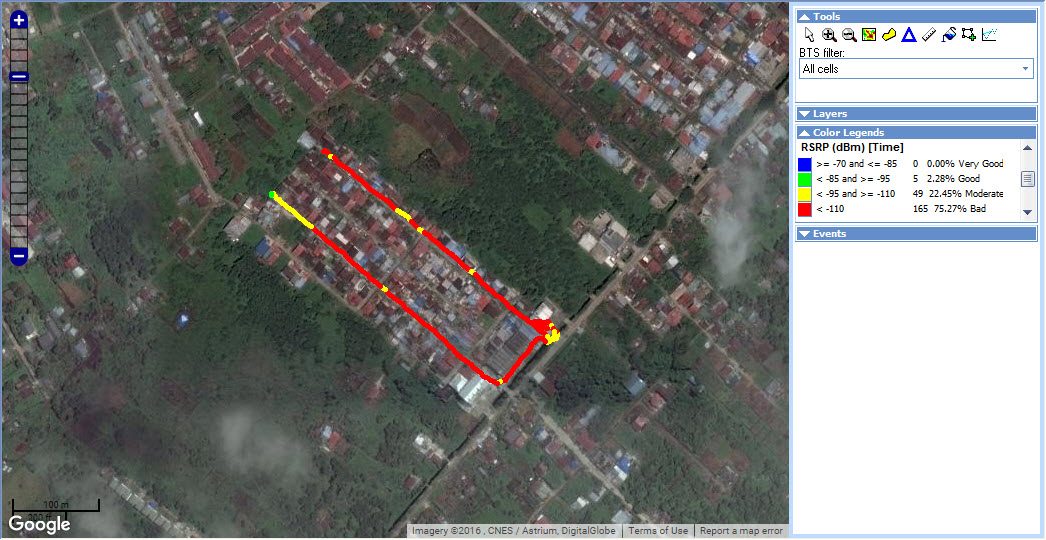 Tools
BTS filter:
All cells
Layers
Color Legends
RSRP (dBm) [Time]
>= -70 and <= -85 0 0.00% Very Good
< -85 and >= -95 5 2.28% Good
< -95 and >= -110 49 22.45% Moderate
< -110 165 75.27% Bad
Events
100 m
Google
Imagery ©2016 , CNES / Astrium, DigitalGlobe Terms of Use Report a map error